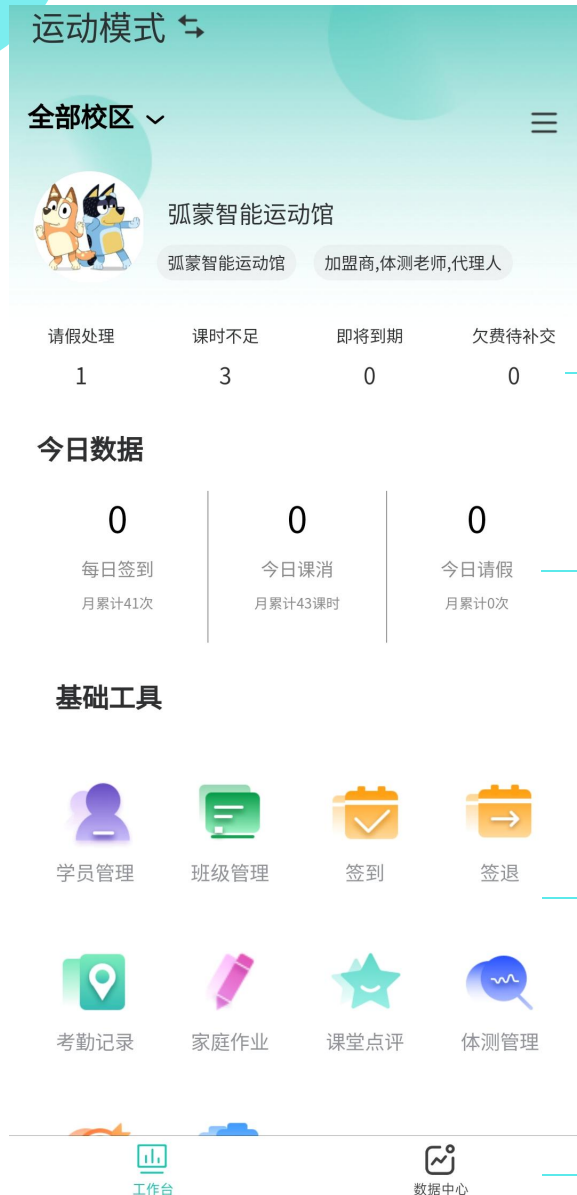 运动模式
全部校区
弧蒙智能运动馆
弧蒙智能运动馆 加盟商,体测老师,代理人
请假处理 课时不足 即将到期 欠费待补交
1 3 0 0
今日数据
0 0 0
每日签到 今日课消 今日请假
月累计41次 月累计43课时 月累计0次
基础工具
学员管理 班级管理 签到 签退
考勤记录 家庭作业 课堂点评 体测管理
工作台 数据中心